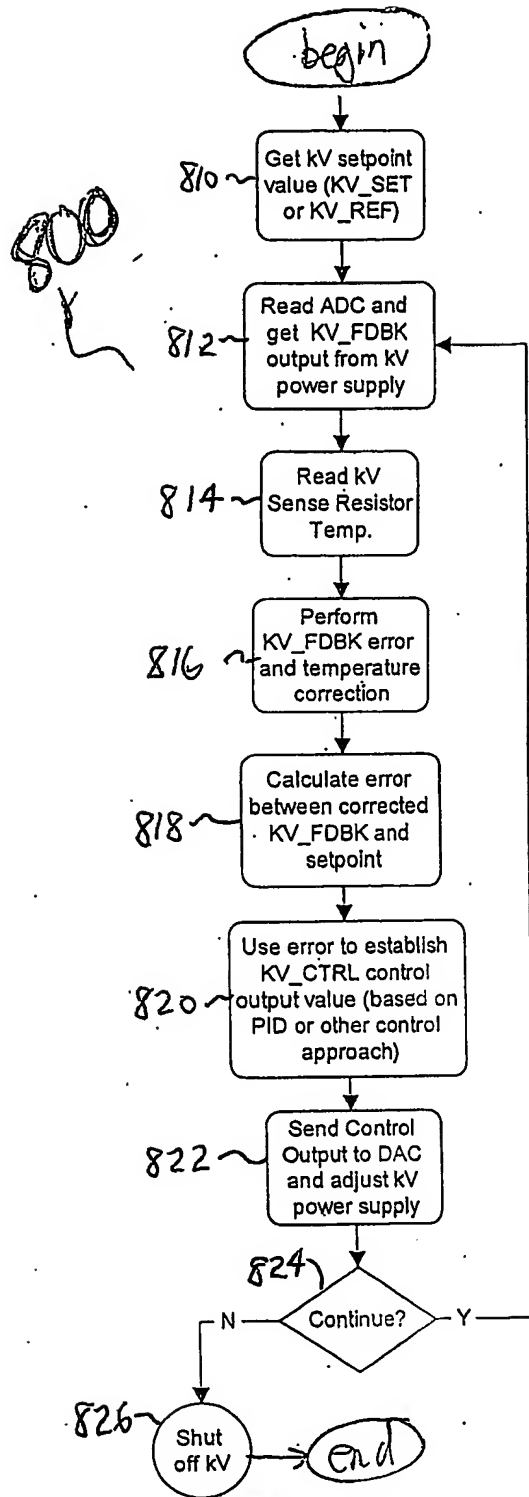 begin
810
Get kV setpoint
value (KV_SET
or KV_REF)
800
812
Read ADC and
get KV_FDBK
output from kV
power supply
814
Read kV
Sense Resistor
Temp.
816
Perform
KV_FDBK error
and temperature
correction
818
Calculate error
between corrected
KV_FDBK and
setpoint
820
Use error to establish
KV_CTRL control
output value (based on
PID or other control
approach)
822
Send Control
Output to DAC
and adjust kV
power supply
824
N
Continue?
Y
826
Shut
off kV
end